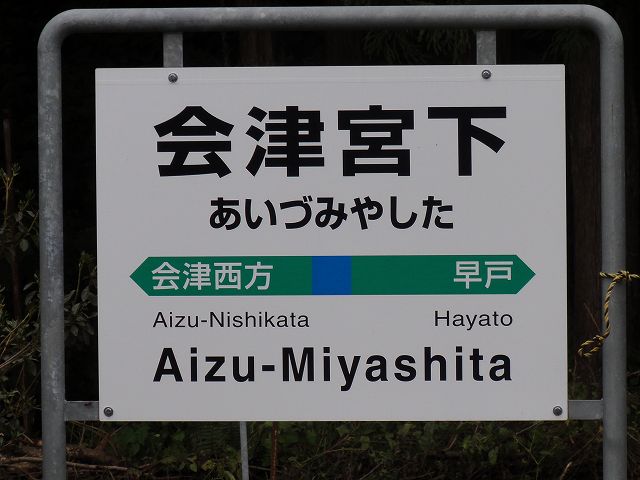 会津宮下
あいづみやした
会津西方 早戸
Aizu-Nishikata Hayato
Aizu-Miyashita